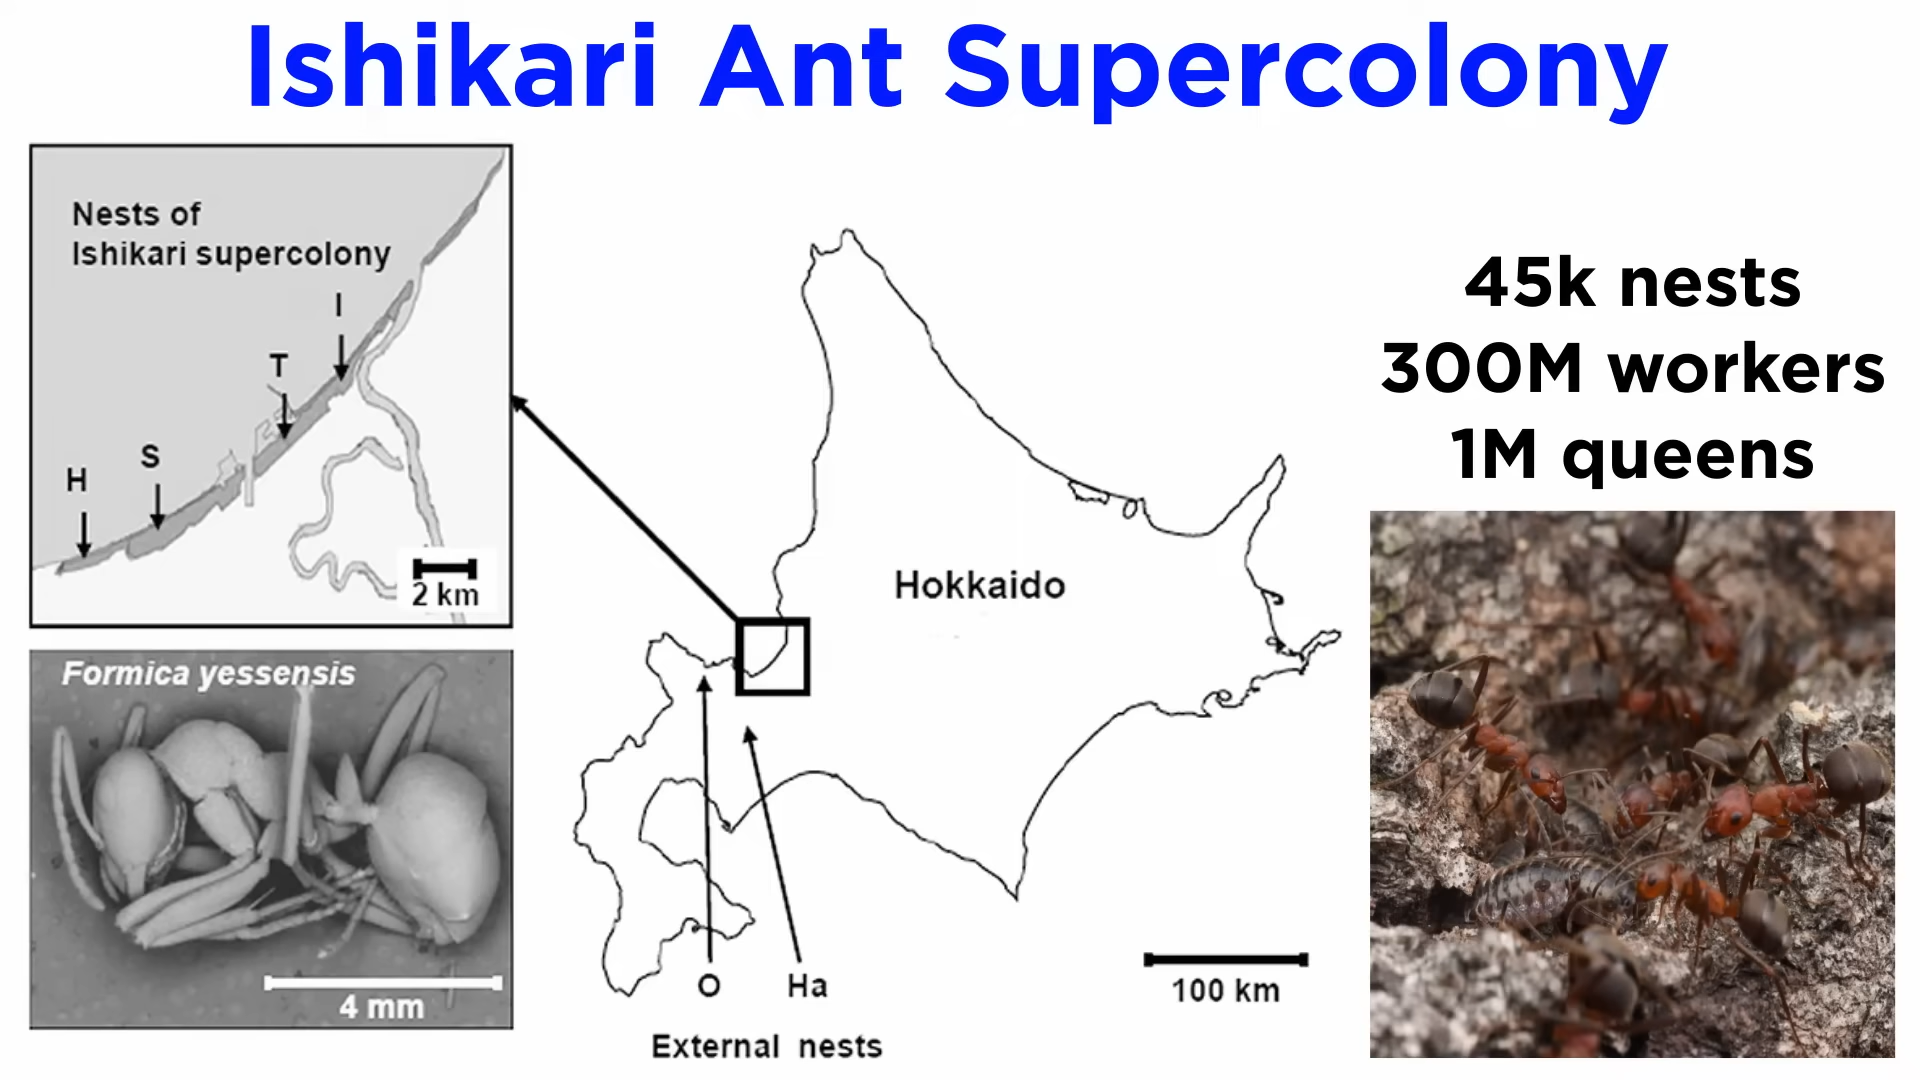 Ishikari Ant Supercolony
Nests of
Ishikari supercolony
I
T
S
H
2 km
Formica yessensis
4 mm
Hokkaido
O
Ha
External nests
100 km
45k nests
300M workers
1M queens